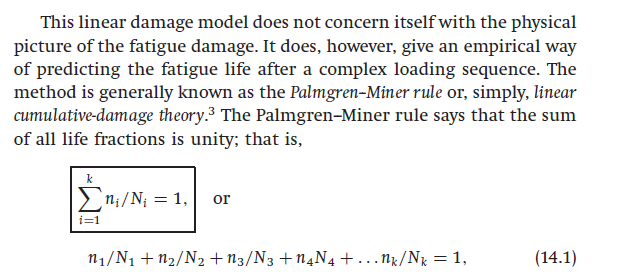 This linear damage model does not concern itself with the physical
picture of the fatigue damage. It does, however, give an empirical way
of predicting the fatigue life after a complex loading sequence. The
method is generally known as the Palmgren–Miner rule or, simply, linear
cumulative-damage theory.³ The Palmgren–Miner rule says that the sum
of all life fractions is unity; that is,
k
∑ nᵢ/Nᵢ = 1, or
i=1
n₁/N₁ + n₂/N₂ + n₃/N₃ + n₄N₄ + ...nₖ/Nₖ = 1, (14.1)